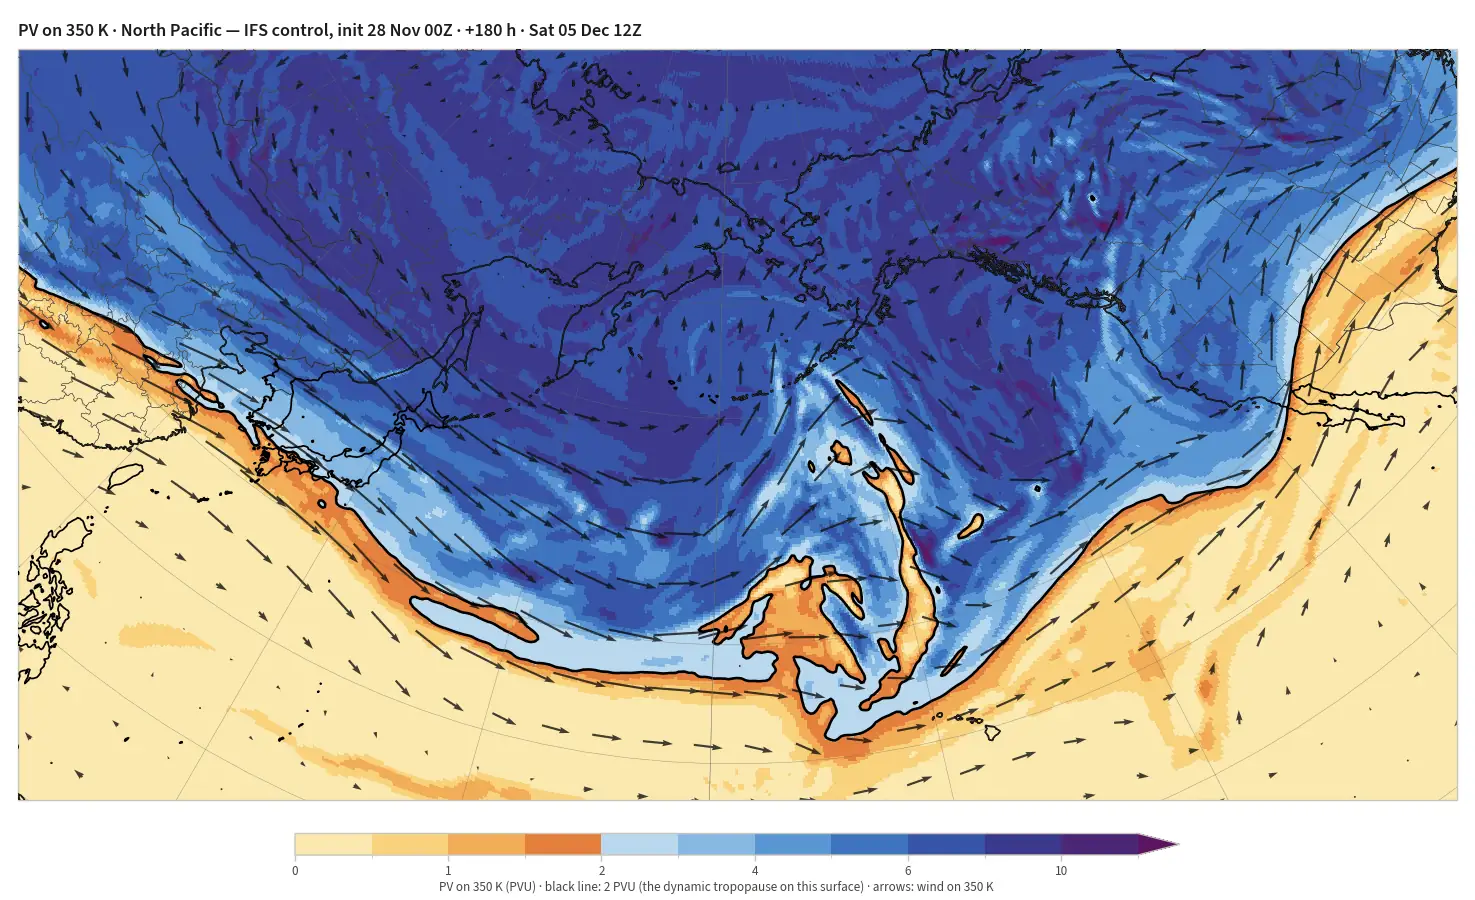 PV on 350 K · North Pacific — IFS control, init 28 Nov 00Z · +180 h · Sat 05 Dec 12Z
0 1 2 4 6 10
PV on 350 K (PVU) · black line: 2 PVU (the dynamic tropopause on this surface) · arrows: wind on 350 K